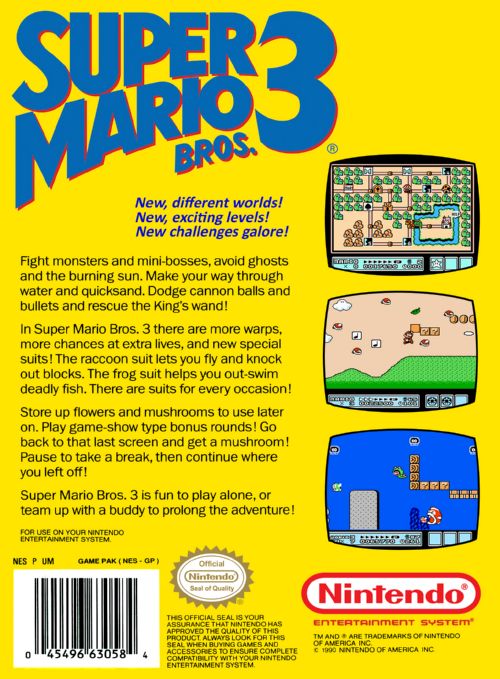 SUPER
MARIO
BROS. 3®
New, different worlds!
New, exciting levels!
New challenges galore!
Fight monsters and mini-bosses, avoid ghosts
and the burning sun. Make your way through
water and quicksand. Dodge cannon balls and
bullets and rescue the King's wand!
In Super Mario Bros. 3 there are more warps,
more chances at extra lives, and new special
suits! The raccoon suit lets you fly and knock
out blocks. The frog suit helps you out-swim
deadly fish. There are suits for every occasion!
Store up flowers and mushrooms to use later
on. Play game-show type bonus rounds! Go
back to that last screen and get a mushroom!
Pause to take a break, then continue where
you left off!
Super Mario Bros. 3 is fun to play alone, or
team up with a buddy to prolong the adventure!
FOR USE ON YOUR NINTENDO
ENTERTAINMENT SYSTEM.
NES P UM GAME PAK ( NES - GP )
0 45496 63058 4
Official
Nintendo
Seal of Quality
THIS OFFICIAL SEAL IS YOUR
ASSURANCE THAT NINTENDO HAS
APPROVED THE QUALITY OF THIS
PRODUCT. ALWAYS LOOK FOR THIS
SEAL WHEN BUYING GAMES AND
ACCESSORIES TO ENSURE COMPLETE
COMPATIBILITY WITH YOUR NINTENDO
ENTERTAINMENT SYSTEM.
Nintendo®
ENTERTAINMENT SYSTEM®
TM AND ® ARE TRADEMARKS OF NINTENDO
OF AMERICA INC.
© 1990 NINTENDO OF AMERICA INC.